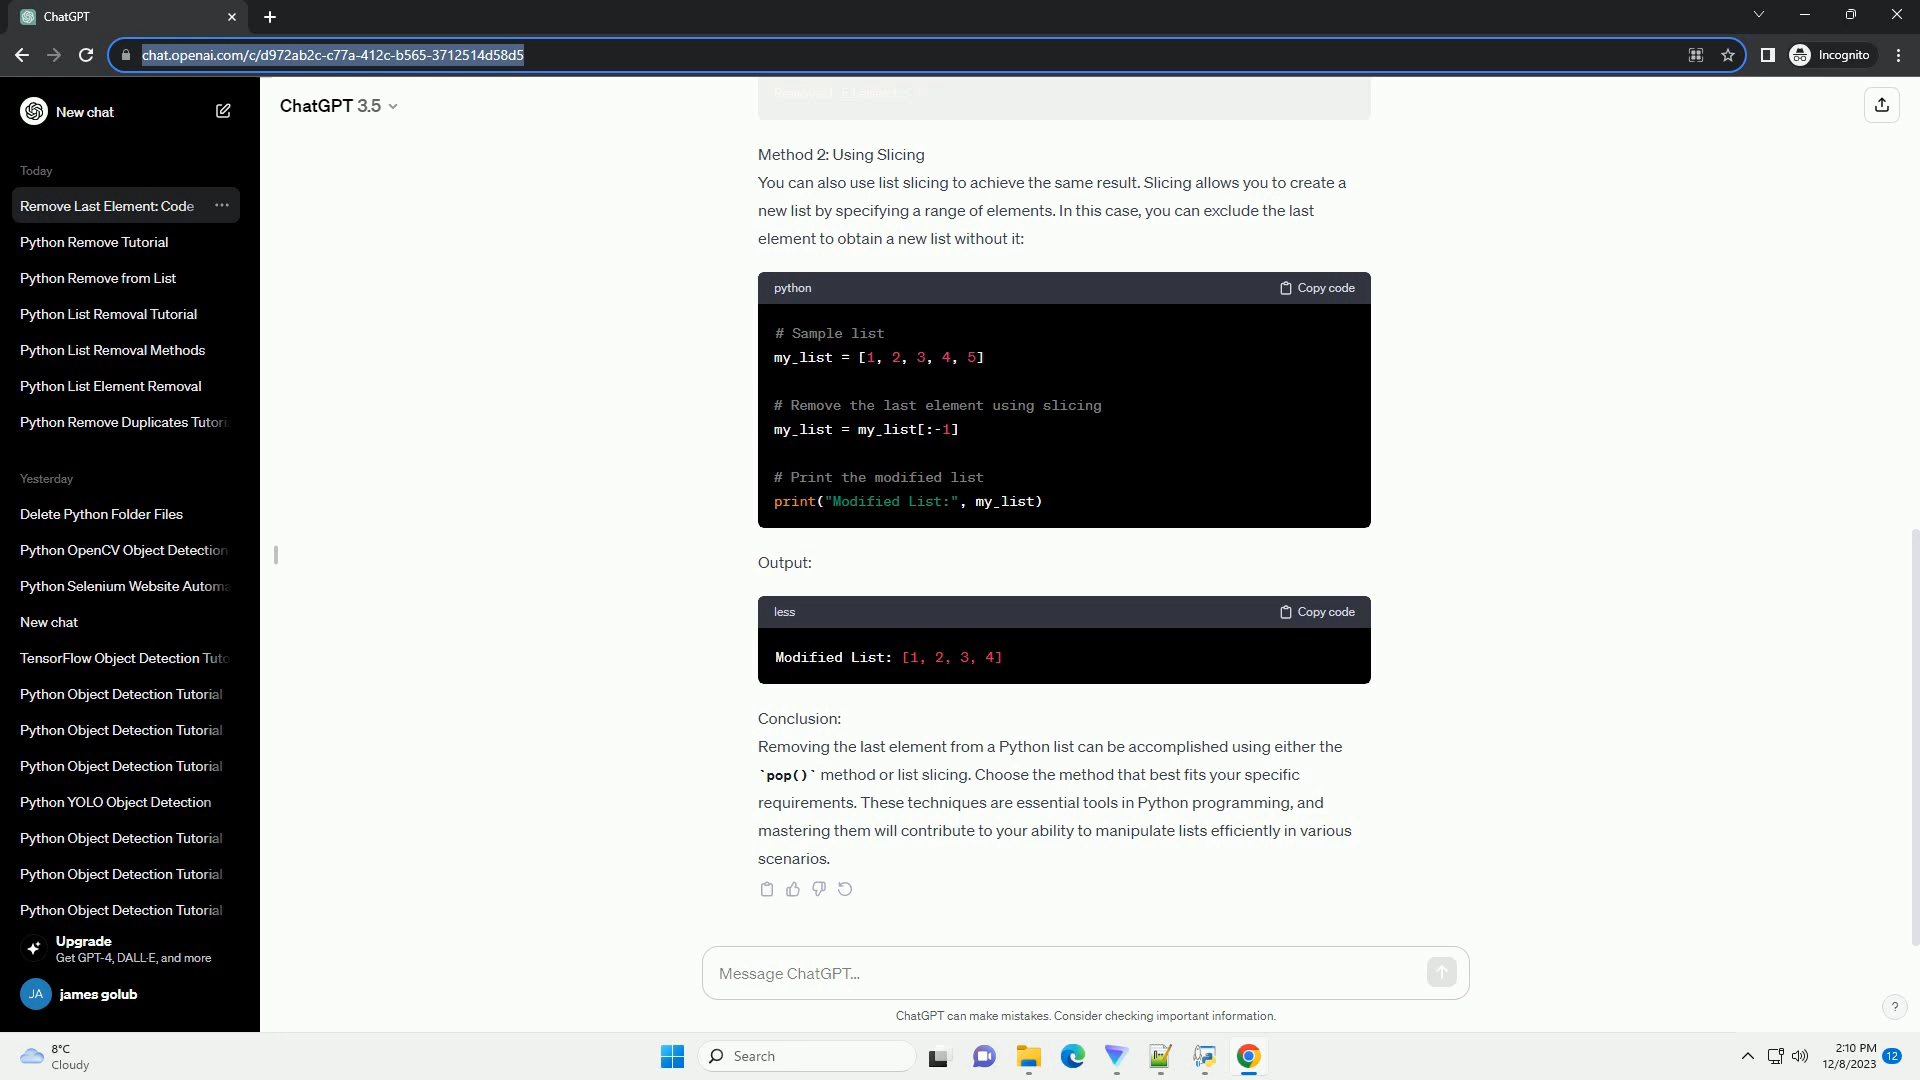 ChatGPT
chat.openai.com/c/d972ab2c-c77a-412c-b565-3712514d58d5
Incognito
New chat
Today
Remove Last Element: Code
Python Remove Tutorial
Python Remove from List
Python List Removal Tutorial
Python List Removal Methods
Python List Element Removal
Python Remove Duplicates Tutori
Yesterday
Delete Python Folder Files
Python OpenCV Object Detection
Python Selenium Website Automa
New chat
TensorFlow Object Detection Tuto
Python Object Detection Tutorial
Python Object Detection Tutorial
Python Object Detection Tutorial
Python YOLO Object Detection
Python Object Detection Tutorial
Python Object Detection Tutorial
Python Object Detection Tutorial
Upgrade
Get GPT-4, DALL·E, and more
JA james golub
ChatGPT 3.5
Method 2: Using Slicing
You can also use list slicing to achieve the same result. Slicing allows you to create a
new list by specifying a range of elements. In this case, you can exclude the last
element to obtain a new list without it:
python Copy code
# Sample list
my_list = [1, 2, 3, 4, 5]
# Remove the last element using slicing
my_list = my_list[:-1]
# Print the modified list
print("Modified List:", my_list)
Output:
less Copy code
Modified List: [1, 2, 3, 4]
Conclusion:
Removing the last element from a Python list can be accomplished using either the
`pop()` method or list slicing. Choose the method that best fits your specific
requirements. These techniques are essential tools in Python programming, and
mastering them will contribute to your ability to manipulate lists efficiently in various
scenarios.
Message ChatGPT...
ChatGPT can make mistakes. Consider checking important information.
?
8°C
Cloudy
Search
2:10 PM
12/8/2023
12